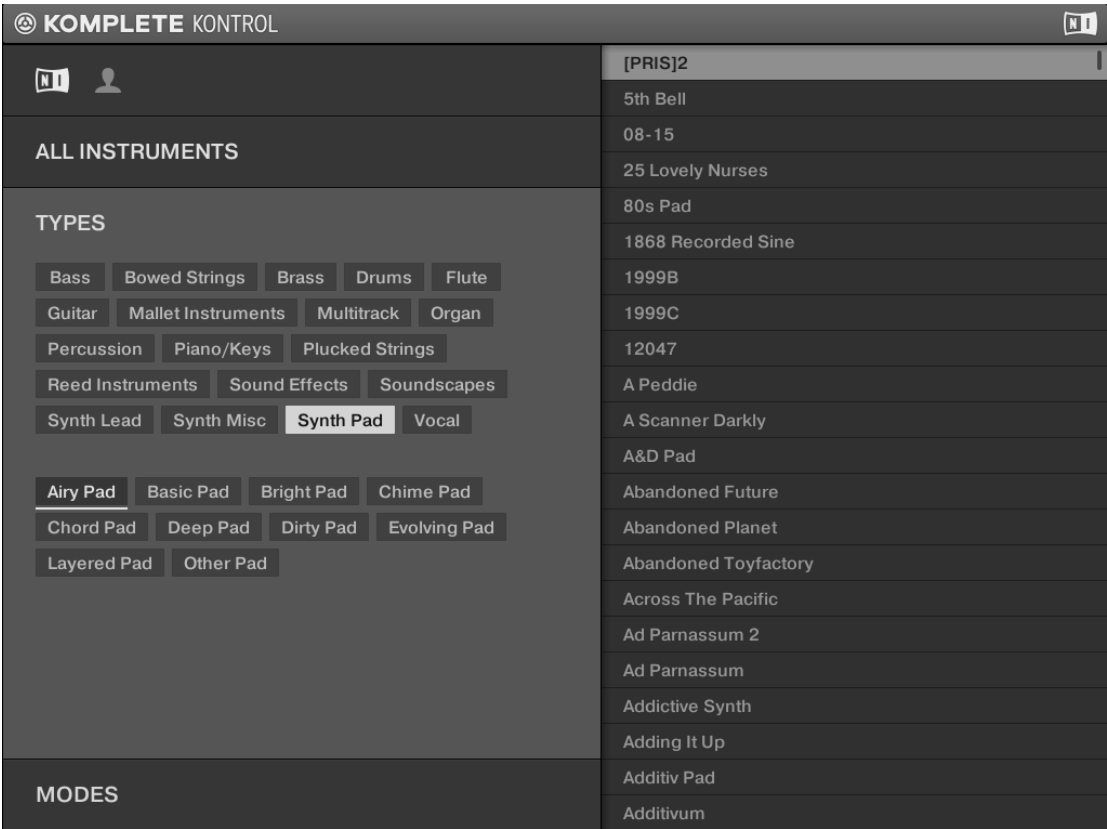 KOMPLETE KONTROL
NI
NI
ALL INSTRUMENTS
TYPES
Bass Bowed Strings Brass Drums Flute
Guitar Mallet Instruments Multitrack Organ
Percussion Piano/Keys Plucked Strings
Reed Instruments Sound Effects Soundscapes
Synth Lead Synth Misc Synth Pad Vocal
Airy Pad Basic Pad Bright Pad Chime Pad
Chord Pad Deep Pad Dirty Pad Evolving Pad
Layered Pad Other Pad
MODES
[PRIS]2
5th Bell
08-15
25 Lovely Nurses
80s Pad
1868 Recorded Sine
1999B
1999C
12047
A Peddie
A Scanner Darkly
A&D Pad
Abandoned Future
Abandoned Planet
Abandoned Toyfactory
Across The Pacific
Ad Parnassum 2
Ad Parnassum
Addictive Synth
Adding It Up
Additiv Pad
Additivum